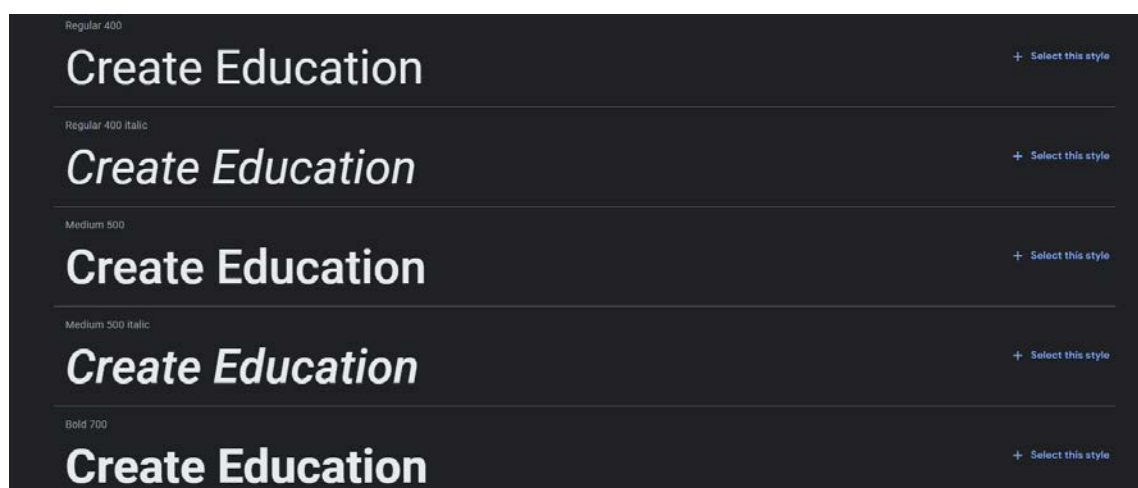 Regular 400
Create Education
+ Select this style
Regular 400 italic
Create Education
+ Select this style
Medium 500
Create Education
+ Select this style
Medium 500 italic
Create Education
+ Select this style
Bold 700
Create Education
+ Select this style